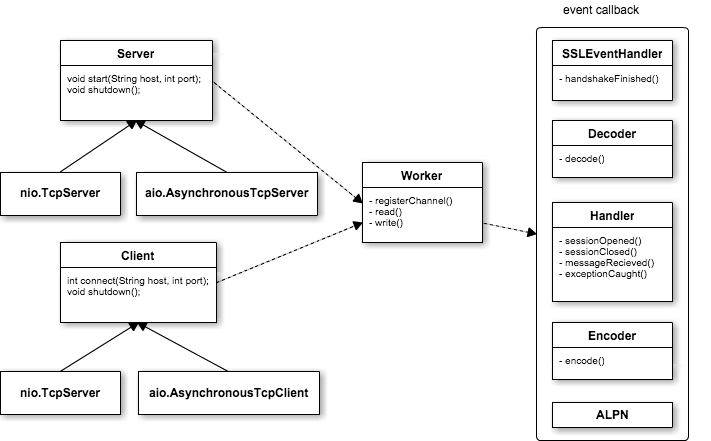 event callback
Server
void start(String host, int port);
void shutdown();
nio.TcpServer
aio.AsynchronousTcpServer
Client
int connect(String host, int port);
void shutdown();
nio.TcpServer
aio.AsynchronousTcpClient
Worker
- registerChannel()
- read()
- write()
SSLEventHandler
- handshakeFinished()
Decoder
- decode()
Handler
- sessionOpened()
- sessionClosed()
- messageRecieved()
- exceptionCaught()
Encoder
- encode()
ALPN